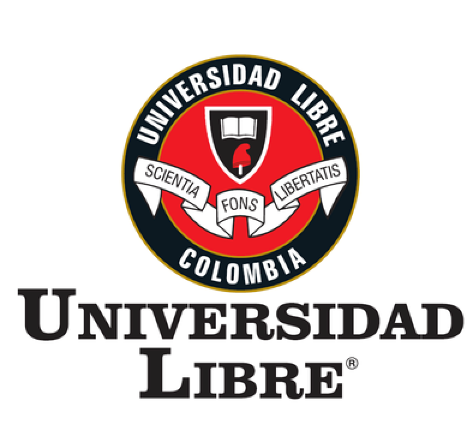 UNIVERSIDAD LIBRE
SCIENTIA
FONS
LIBERTATIS
COLOMBIA
UNIVERSIDAD
LIBRE®